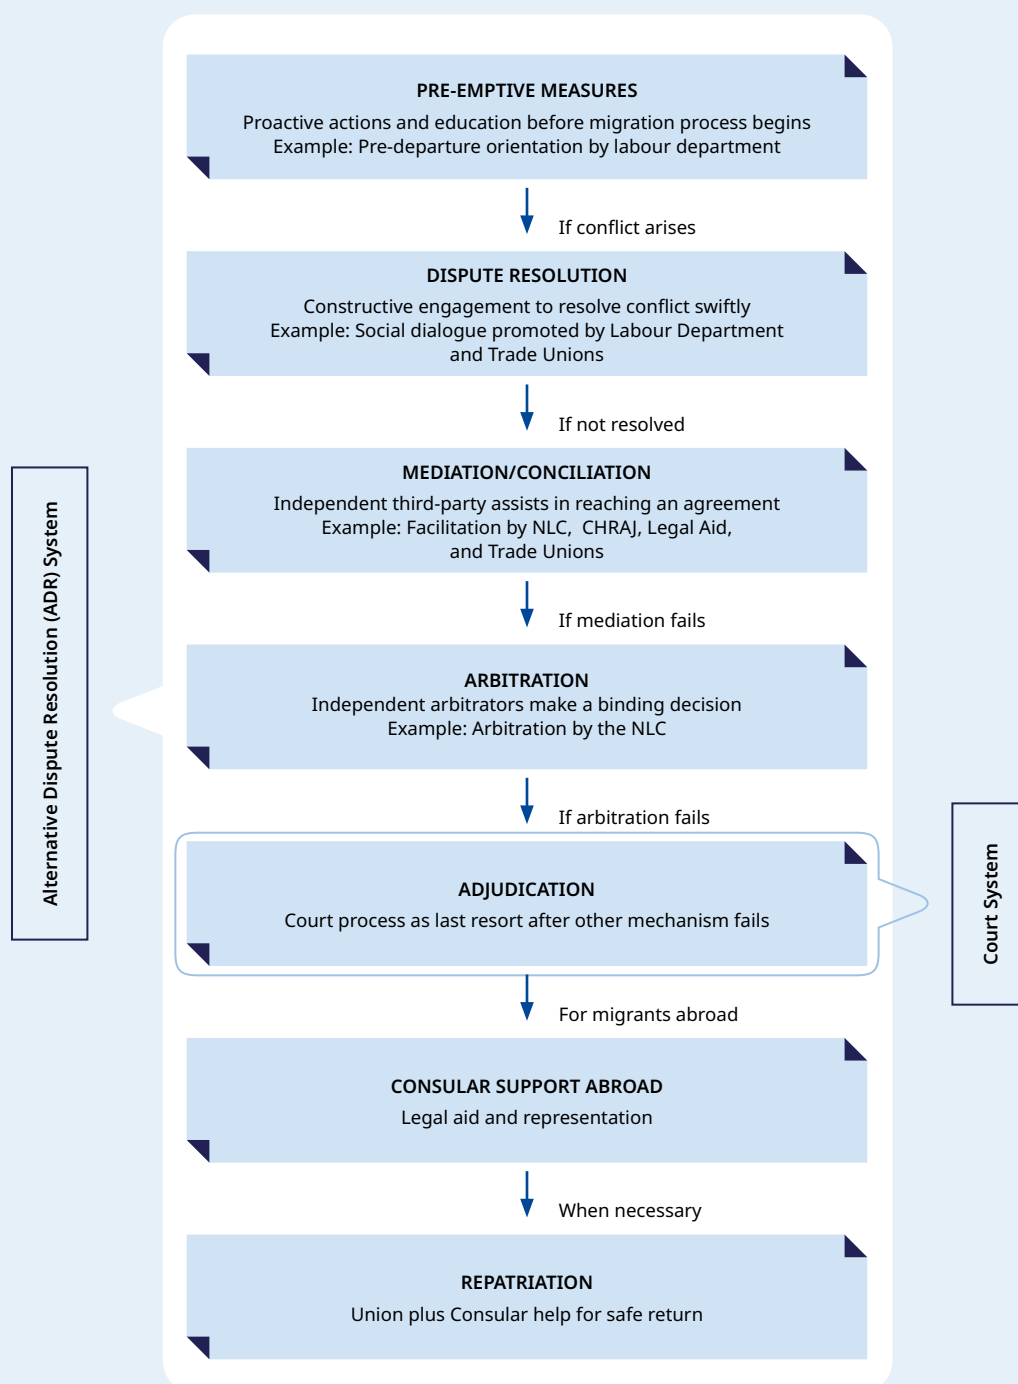 PRE-EMPTIVE MEASURES
Proactive actions and education before migration process begins
Example: Pre-departure orientation by labour department
If conflict arises
DISPUTE RESOLUTION
Constructive engagement to resolve conflict swiftly
Example: Social dialogue promoted by Labour Department
and Trade Unions
If not resolved
MEDIATION/CONCILIATION
Independent third-party assists in reaching an agreement
Example: Facilitation by NLC, CHRAJ, Legal Aid,
and Trade Unions
If mediation fails
ARBITRATION
Independent arbitrators make a binding decision
Example: Arbitration by the NLC
If arbitration fails
ADJUDICATION
Court process as last resort after other mechanism fails
For migrants abroad
CONSULAR SUPPORT ABROAD
Legal aid and representation
When necessary
REPATRIATION
Union plus Consular help for safe return
Alternative Dispute Resolution (ADR) System
Court System